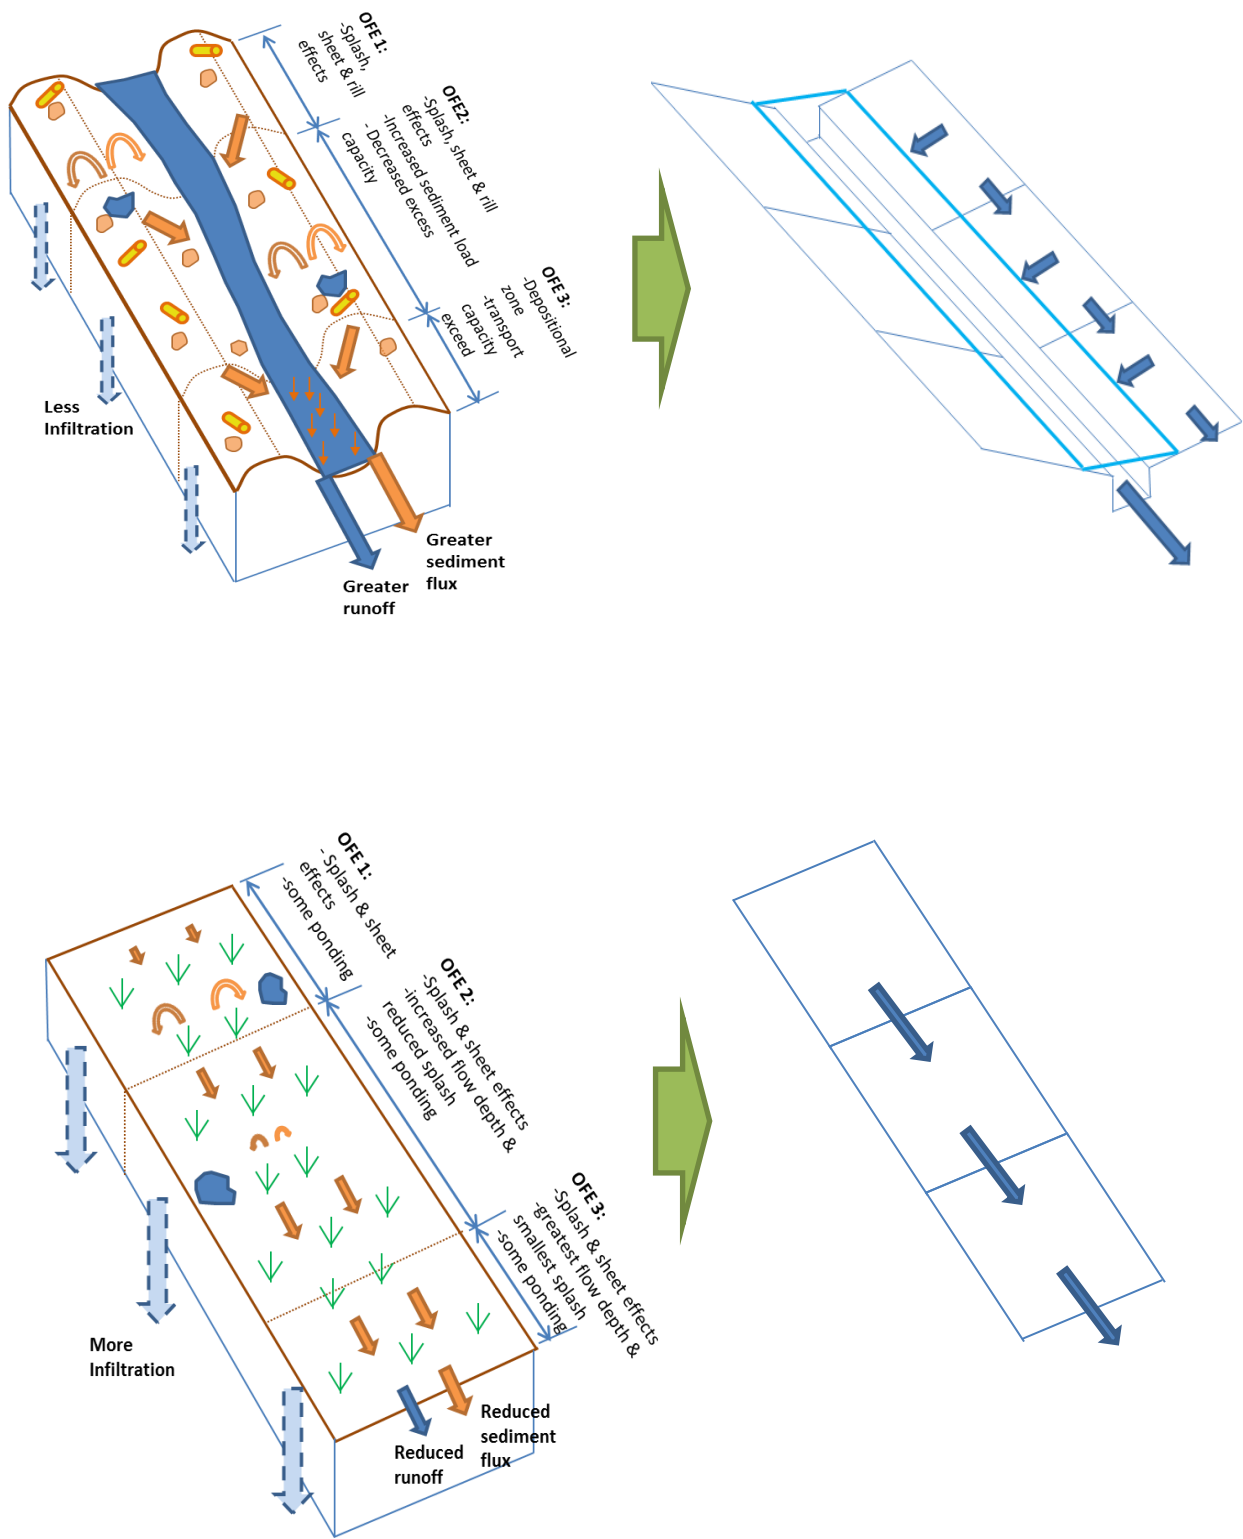 OFE 1:
-Splash,
sheet & rill
effects
OFE2:
-Splash, sheet & rill
effects
-Increased sediment load
- Decreased excess
capacity
OFE 3:
-Depositional
zone
-transport
capacity
exceed
Less
Infiltration
Greater
sediment
flux
Greater
runoff
OFE 1:
- Splash & sheet
effects
-some ponding
OFE 2:
-Splash & sheet effects
-increased flow depth &
reduced splash
-some ponding
OFE 3:
-Splash & sheet effects
-greatest flow depth &
smallest splash
-some ponding
More
Infiltration
Reduced
sediment
flux
Reduced
runoff